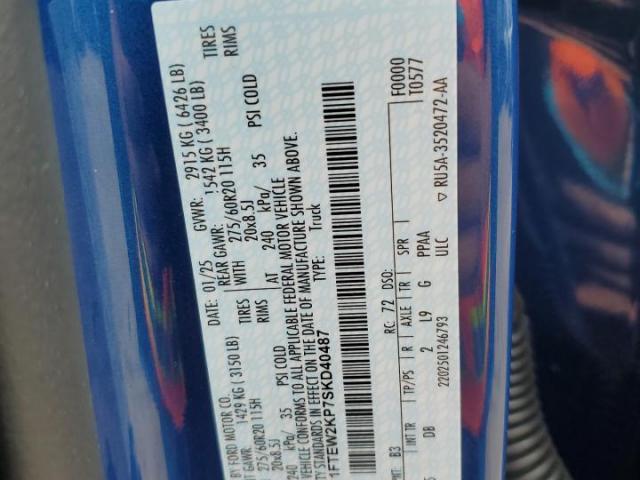 BY FORD MOTOR CO.
DATE: 01/25 GVWR: 2915 KG ( 6426 LB)
T GAWR: 1429 KG ( 3150 LB) REAR GAWR: 1542 KG ( 3400 LB)
275/60R20 115H TIRES WITH 275/60R20 115H TIRES
20x8.5J RIMS 20x8.5J RIMS
240 kPa/ 35 PSI COLD AT 240 kPa/ 35 PSI COLD
VEHICLE CONFORMS TO ALL APPLICABLE FEDERAL MOTOR VEHICLE
TY STANDARDS IN EFFECT ON THE DATE OF MANUFACTURE SHOWN ABOVE.
1FTEW2KP7SKD40487 TYPE: Truck
F0000
T0577
RC: 72 DSO:
PNT: B3
INT TR TP/PS R AXLE TR SPR
DB 2 L9 G PPAA
2202501246793 ULC
▽ RU5A-3520472-AA